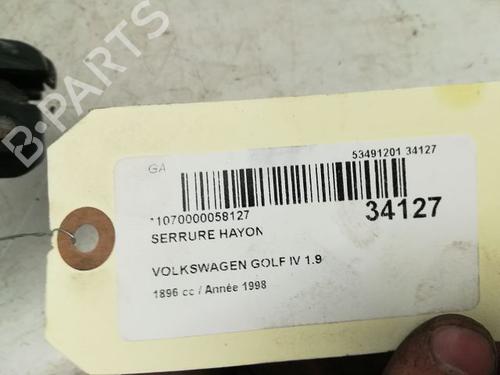 B-PARTS
GA
53491201 34127
11070000058127
34127
SERRURE HAYON
VOLKSWAGEN GOLF IV 1.9
1896 cc / Année 1998